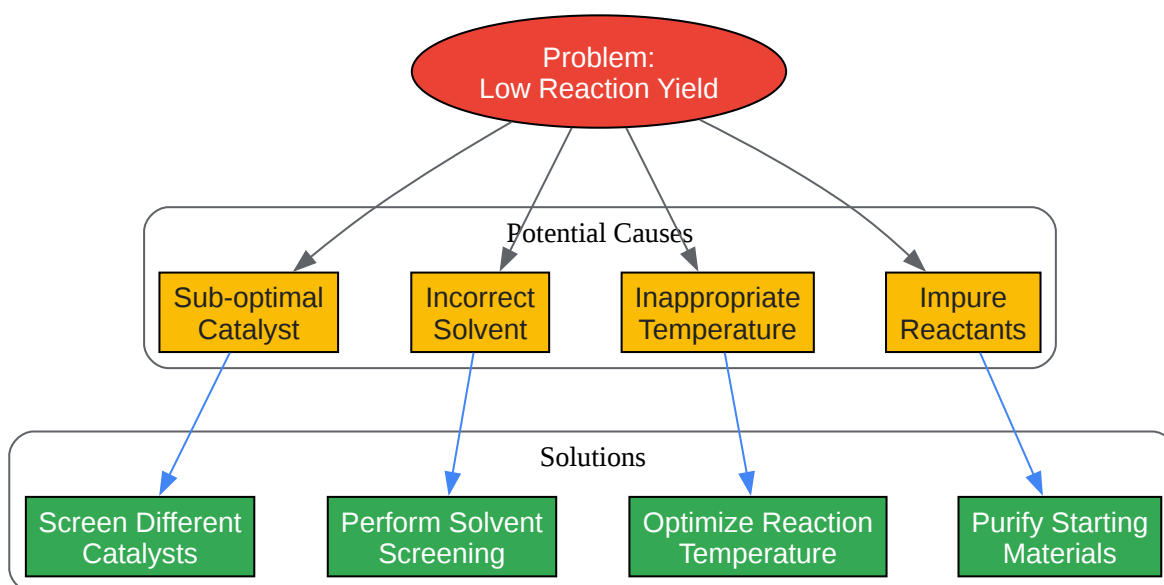 Problem:
Low Reaction Yield
Potential Causes
Sub-optimal
Catalyst
Incorrect
Solvent
Inappropriate
Temperature
Impure
Reactants
Solutions
Screen Different
Catalysts
Perform Solvent
Screening
Optimize Reaction
Temperature
Purify Starting
Materials